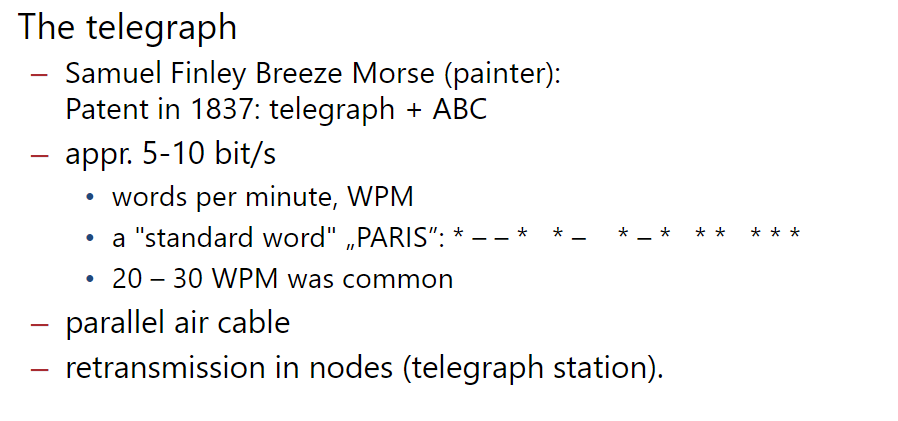 The telegraph
– Samuel Finley Breeze Morse (painter):
Patent in 1837: telegraph + ABC
– appr. 5-10 bit/s
• words per minute, WPM
• a "standard word" „PARIS”: * – – *   * –   * – *   * *   * * *
• 20 – 30 WPM was common
– parallel air cable
– retransmission in nodes (telegraph station).